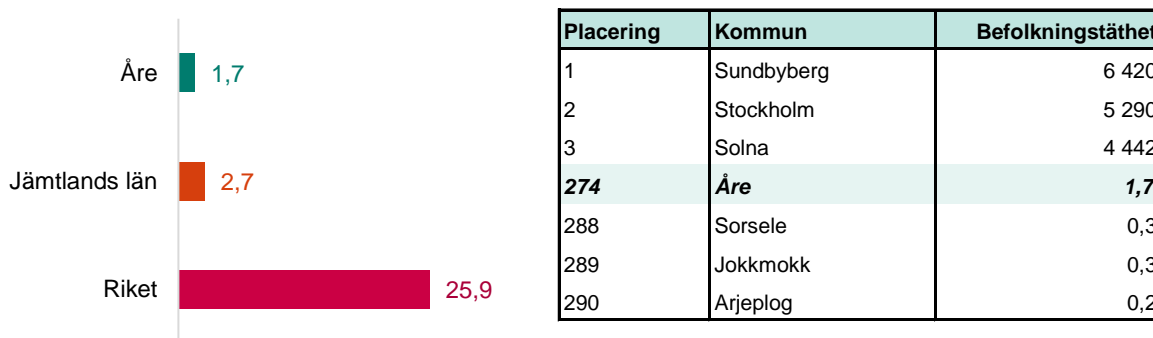 Åre 1,7
Jämtlands län 2,7
Riket 25,9
Placering Kommun Befolkningstäthet
1 Sundbyberg 6 420
2 Stockholm 5 290
3 Solna 4 442
274 Åre 1,7
288 Sorsele 0,3
289 Jokkmokk 0,3
290 Arjeplog 0,2